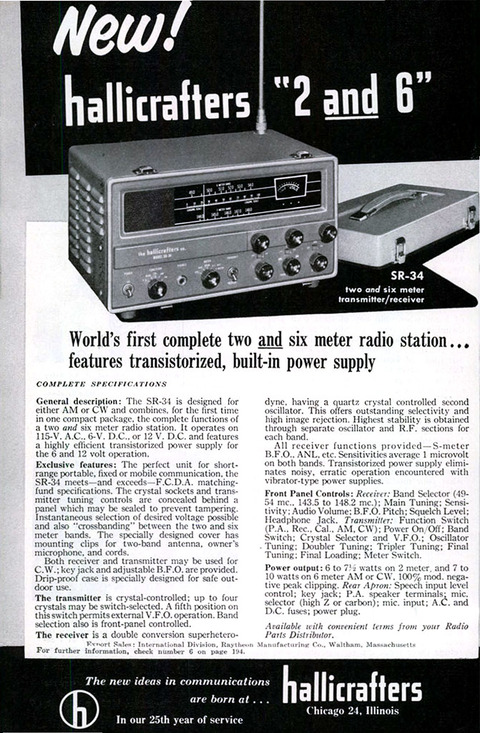 New!
hallicrafters "2 and 6"
SR-34
two and six meter
transmitter/receiver
World's first complete two and six meter radio station...
features transistorized, built-in power supply
COMPLETE SPECIFICATIONS
General description: The SR-34 is designed for
either AM or CW and combines, for the first time
in one compact package, the complete functions of
a two and six meter radio station. It operates on
115-V. A.C., 6-V. D.C., or 12 V. D.C. and features
a highly efficient transistorized power supply for
the 6 and 12 volt operation.
Exclusive features: The perfect unit for short-
range portable, fixed or mobile communication, the
SR-34 meets—and exceeds—F.C.D.A. matching-
fund specifications. The crystal sockets and trans-
mitter tuning controls are concealed behind a
panel which may be sealed to prevent tampering.
Instantaneous selection of desired voltage possible
and also "crossbanding" between the two and six
meter bands. The specially designed cover has
mounting clips for two-band antenna, owner's
microphone, and cords.
Both receiver and transmitter may be used for
C.W.; key jack and adjustable B.F.O. are provided.
Drip-proof case is specially designed for safe out-
door use.
The transmitter is crystal-controlled; up to four
crystals may be switch-selected. A fifth position on
this switch permits external V.F.O. operation. Band
selection also is front-panel controlled.
The receiver is a double conversion superhetero-
dyne, having a quartz crystal controlled second
oscillator. This offers outstanding selectivity and
high image rejection. Highest stability is obtained
through separate oscillator and R.F. sections for
each band.
All receiver functions provided—S-meter
B.F.O., ANL, etc. Sensitivities average 1 microvolt
on both bands. Transistorized power supply elimi-
nates noisy, erratic operation encountered with
vibrator-type power supplies.
Front Panel Controls: Receiver: Band Selector (49-
54 mc., 143.5 to 148.2 mc.); Main Tuning; Sensi-
tivity; Audio Volume; B.F.O. Pitch; Squelch Level;
Headphone Jack. Transmitter: Function Switch
(P.A., Rec., Cal., AM, CW); Power On/Off; Band
Switch; Crystal Selector and V.F.O.; Oscillator
Tuning; Doubler Tuning; Tripler Tuning; Final
Tuning; Final Loading; Meter Switch.
Power output: 6 to 7½ watts on 2 meter, and 7 to
10 watts on 6 meter AM or CW. 100% mod. nega-
tive peak clipping. Rear Apron: Speech input level
control; key jack; P.A. speaker terminals; mic.
selector (high Z or carbon); mic. input; A.C. and
D.C. fuses; power plug.
Available with convenient terms from your Radio
Parts Distributor.
Export Sales: International Division, Raytheon Manufacturing Co., Waltham, Massachusetts
For further information, check number 6 on page 194.
The new ideas in communications
are born at...
hallicrafters
Chicago 24, Illinois
h
In our 25th year of service